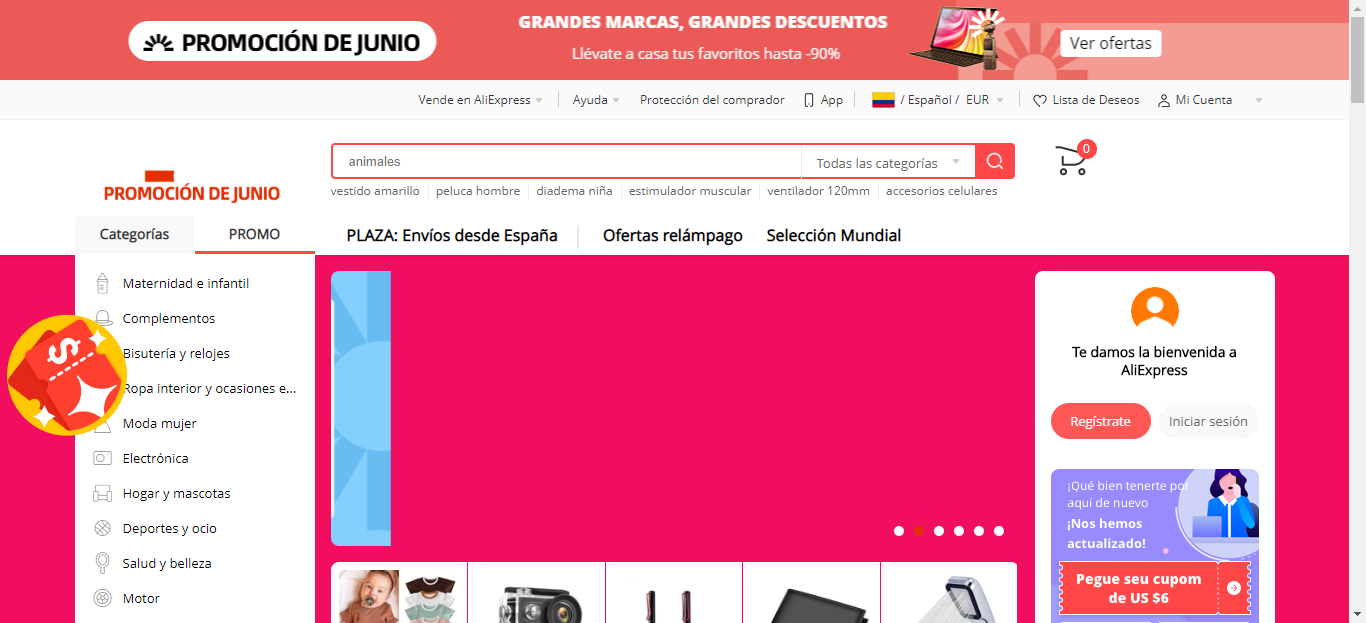 PROMOCIÓN DE JUNIO
GRANDES MARCAS, GRANDES DESCUENTOS
Llévate a casa tus favoritos hasta -90%
Ver ofertas
Vende en AliExpress
Ayuda
Protección del comprador
App
/ Español / EUR
Lista de Deseos
Mi Cuenta
animales
Todas las categorías
0
vestido amarillo
peluca hombre
diadema niña
estimulador muscular
ventilador 120mm
accesorios celulares
PROMOCIÓN DE JUNIO
Categorías
PROMO
PLAZA: Envíos desde España
Ofertas relámpago
Selección Mundial
Maternidad e infantil
Complementos
Bisutería y relojes
Ropa interior y ocasiones e...
Moda mujer
Electrónica
Hogar y mascotas
Deportes y ocio
Salud y belleza
Motor
$
Te damos la bienvenida a
AliExpress
Regístrate
Iniciar sesión
¡Qué bien tenerte por
aquí de nuevo
¡Nos hemos
actualizado!
Pegue seu cupom
de US $6